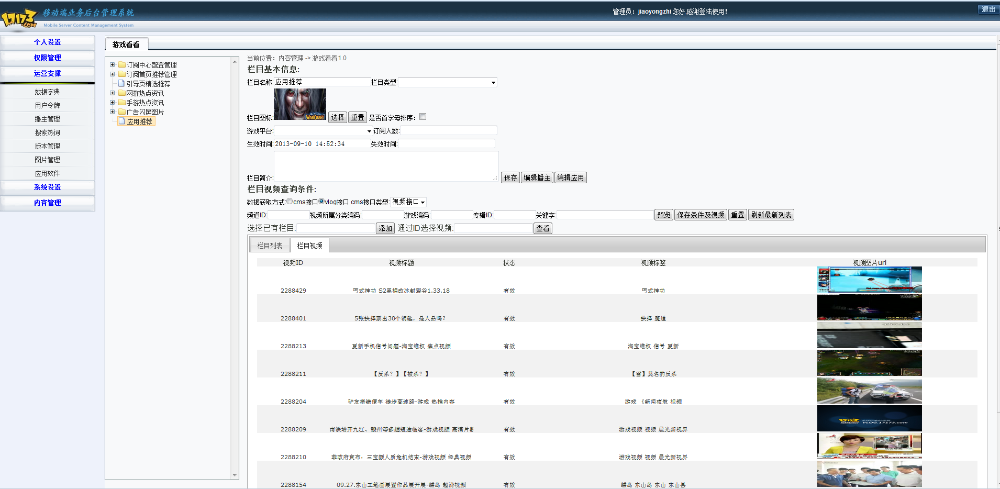 17173.com 移动端业务后台管理系统
Mobile Server Content Management System
管理员：jiaoyongzhi 您好,感谢登陆使用!
退出
个人设置
权限管理
运营支撑
数据字典
用户令牌
播主管理
搜索热词
版本管理
图片管理
应用软件
系统设置
内容管理
游戏看看
订阅中心配置管理
订阅首页推荐管理
引导页精选推荐
网游热点资讯
手游热点资讯
广告闪屏图片
应用推荐
当前位置：内容管理 -> 游戏看看1.0
栏目基本信息:
栏目名称: 应用推荐 栏目类型:
WARCRAFT
栏目图标: 选择 重置 是否首字母排序：
游戏平台: 订阅人数:
生效时间: 2013-09-10 14:52:34 失效时间:
栏目简介: 保存 编辑播主 编辑应用
栏目视频查询条件:
数据获取方式: cms接口 vlog接口 cms接口类型: 视频接口
频道ID: 视频所属分类编码: 游戏编码: 专辑ID: 关键字: 预览 保存条件及视频 重置 刷新最新列表
选择已有栏目: 添加 通过ID选择视频: 查看
栏目列表 栏目视频
视频ID 视频标题 状态 视频标签 视频图片url
2288429 丐式神功 S2黑棉改冰封裂谷1.33.18 有效 丐式神功
2288401 5张抉择票出30个钥匙，是人品吗？ 有效 抉择 魔道
2288213 夏新手机信号问题-淘宝维权 焦点视频 有效 淘宝维权 信号 夏新
2288211 【反杀？】【被杀？】 有效 【雪】莫名的反杀
2288204 驴友搭错便车 徒步高速路-游戏 热推内容 有效 游戏 《新闻夜航 视频
2288209 南铁增开九江、赣州等多趟短途临客-游戏视频 高清片段 有效 游戏视频 视频 晨光新视界
VLOG.17173.com
2288210 菲政府宣布：三宝颜人质危机结束-游戏视频 经典视频 有效 游戏视频 视频 晨光新视界
2288154 09.27.东山工笔画展暨作品展开展-蝶岛 超清视频 有效 蝶岛 东山岛 东山 东山县